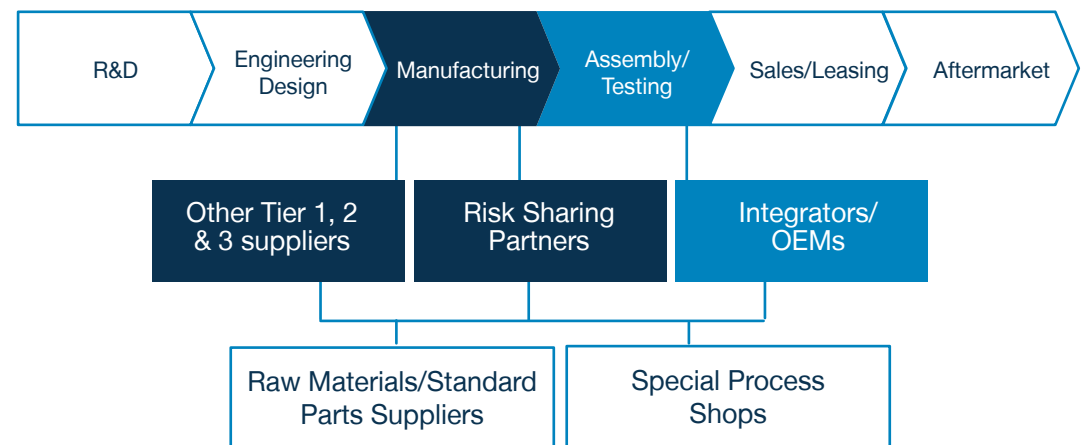 R&D
Engineering
Design
Manufacturing
Assembly/
Testing
Sales/Leasing
Aftermarket
Other Tier 1, 2
& 3 suppliers
Risk Sharing
Partners
Integrators/
OEMs
Raw Materials/Standard
Parts Suppliers
Special Process
Shops